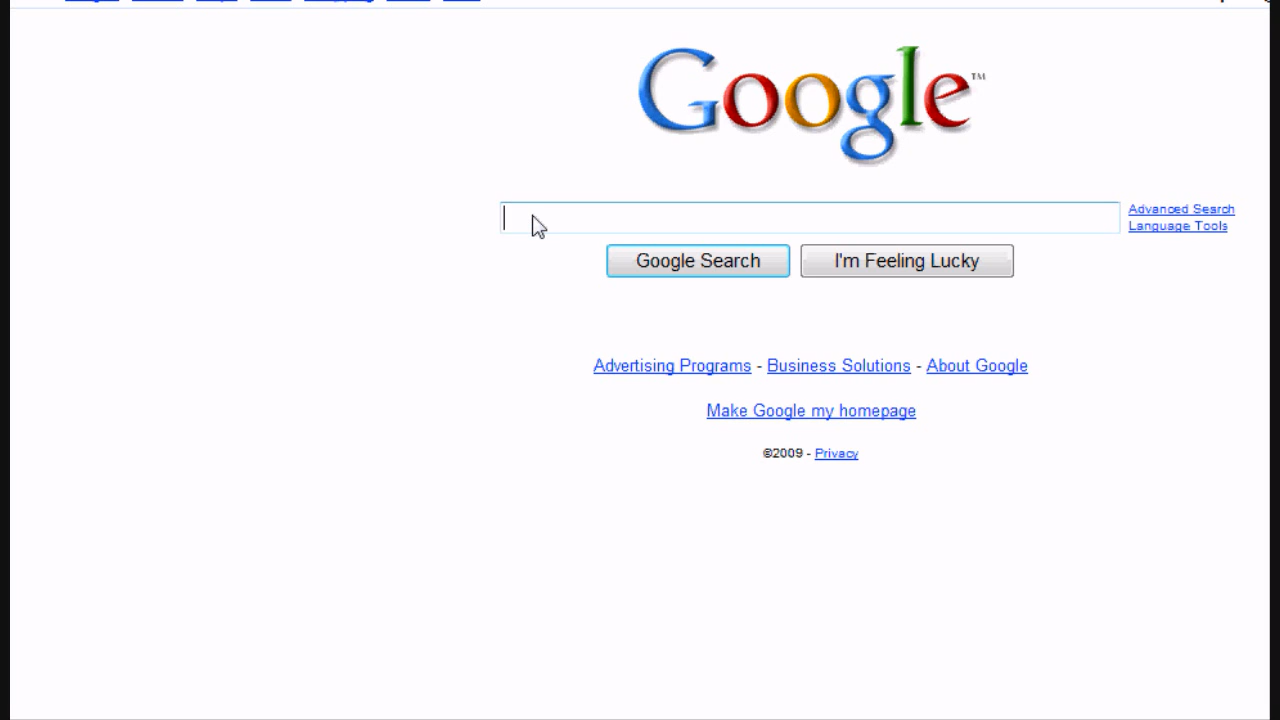 Google™
Advanced Search
Language Tools
Google Search I'm Feeling Lucky
Advertising Programs - Business Solutions - About Google
Make Google my homepage
©2009 - Privacy